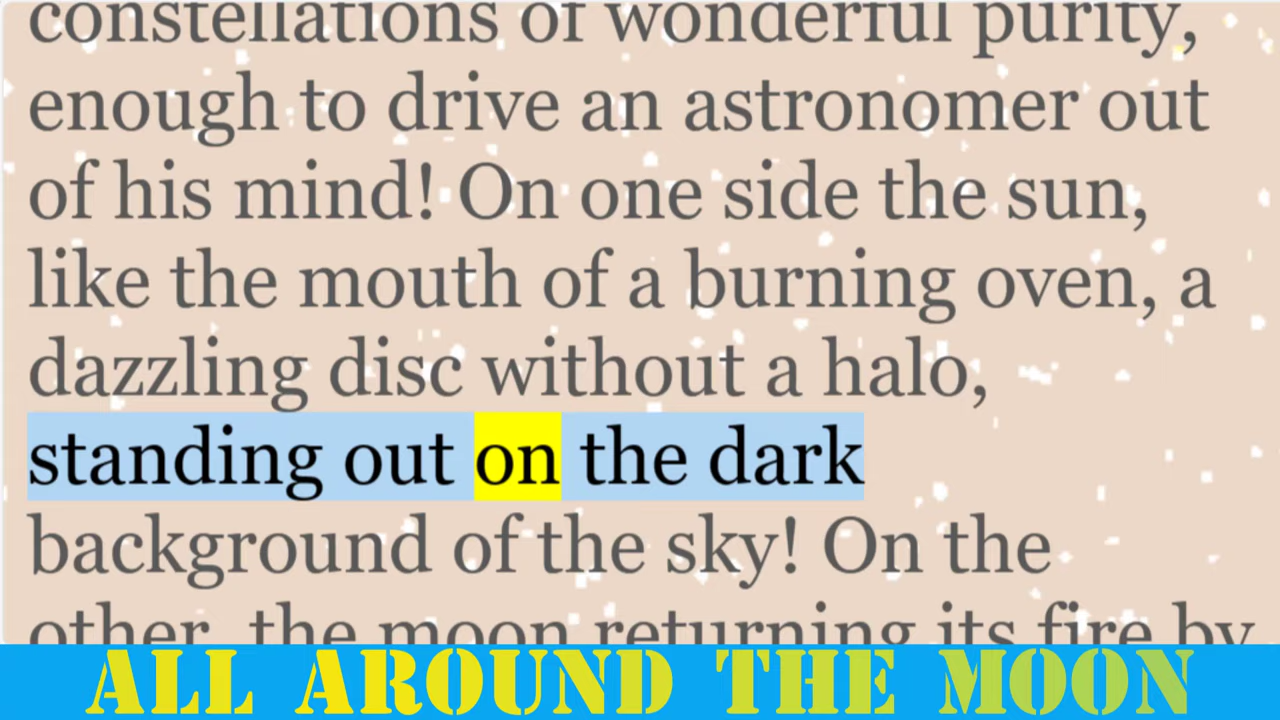 constellations of wonderful purity,
enough to drive an astronomer out
of his mind! On one side the sun,
like the mouth of a burning oven, a
dazzling disc without a halo,
standing out on the dark
background of the sky! On the
other, the moon returning its fire by
ALL AROUND THE MOON